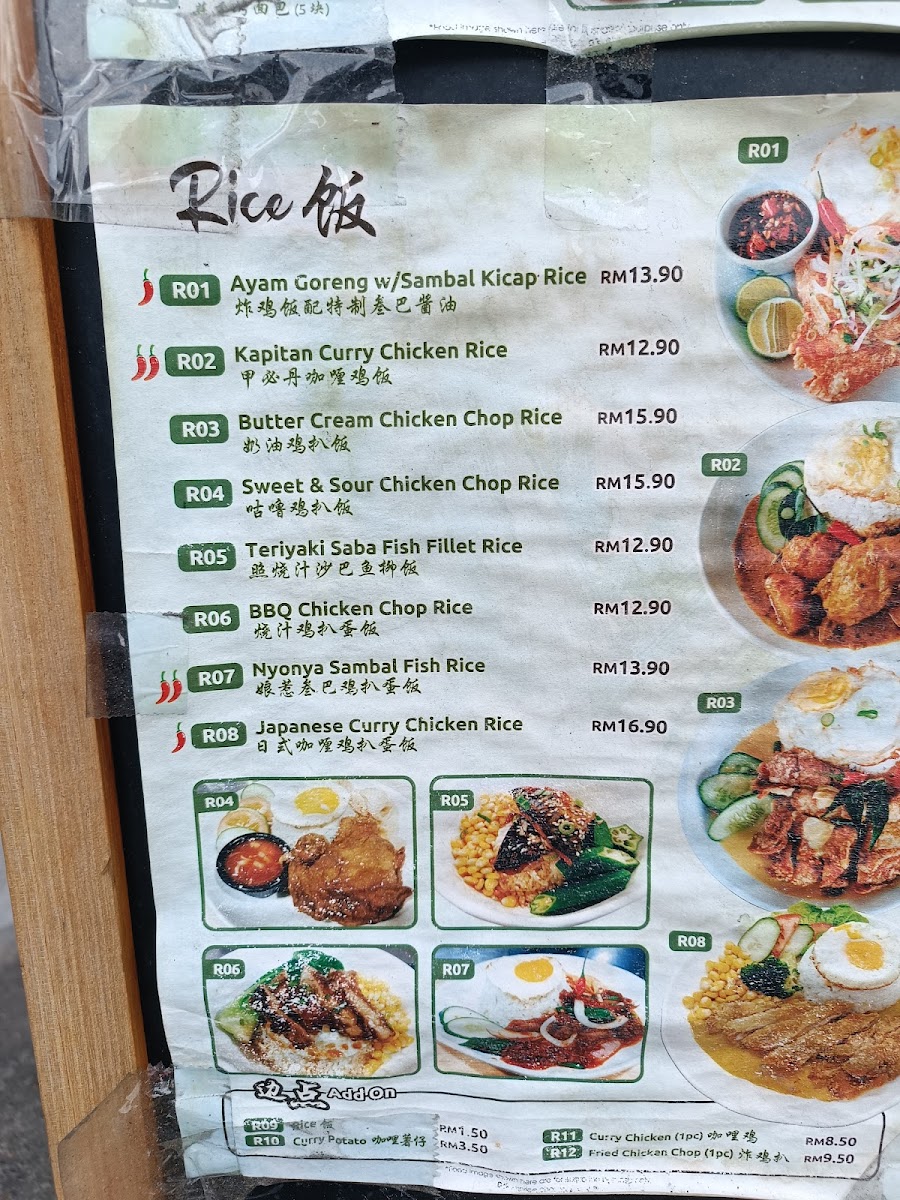 面包 (5块)
Rice 饭
R01 Ayam Goreng w/Sambal Kicap Rice RM13.90
炸鸡饭配特制叁巴酱油
R02 Kapitan Curry Chicken Rice RM12.90
甲必丹咖喱鸡饭
R03 Butter Cream Chicken Chop Rice RM15.90
奶油鸡扒饭
R04 Sweet & Sour Chicken Chop Rice RM15.90
咕噜鸡扒饭
R05 Teriyaki Saba Fish Fillet Rice RM12.90
照烧汁沙巴鱼柳饭
R06 BBQ Chicken Chop Rice RM12.90
烧汁鸡扒蛋饭
R07 Nyonya Sambal Fish Rice RM13.90
娘惹叁巴鸡扒蛋饭
R08 Japanese Curry Chicken Rice RM16.90
日式咖喱鸡扒蛋饭
R01
R02
R03
R04
R05
R06
R07
R08
边点 Add On
R09 Rice 饭 RM1.50
R10 Curry Potato 咖喱薯仔 RM3.50
R11 Curry Chicken (1pc) 咖喱鸡 RM8.50
R12 Fried Chicken Chop (1pc) 炸鸡扒 RM9.50